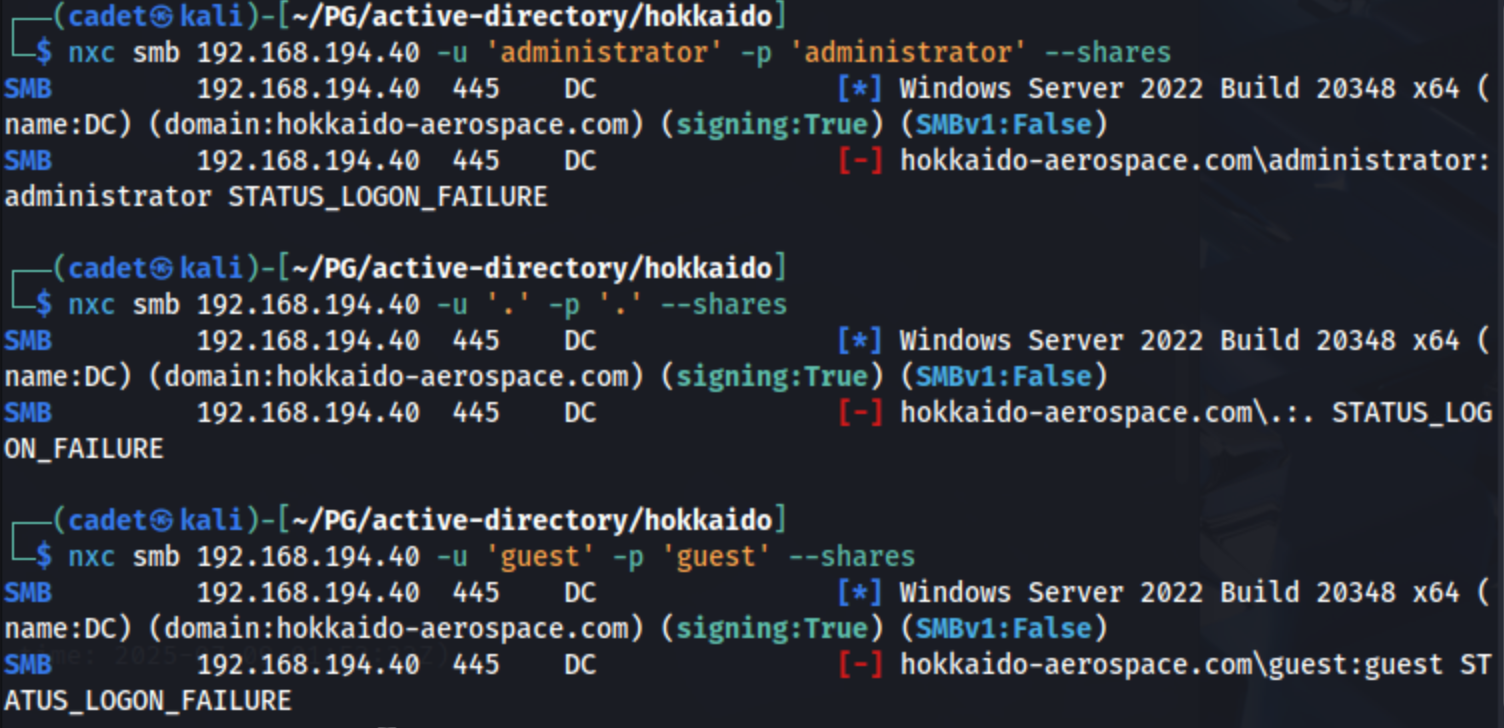 ┌──(cadet㉿kali)-[~/PG/active-directory/hokkaido]
└─$ nxc smb 192.168.194.40 -u 'administrator' -p 'administrator' --shares
SMB         192.168.194.40  445    DC               [*] Windows Server 2022 Build 20348 x64 (
name:DC) (domain:hokkaido-aerospace.com) (signing:True) (SMBv1:False)
SMB         192.168.194.40  445    DC               [-] hokkaido-aerospace.com\administrator:
administrator STATUS_LOGON_FAILURE
┌──(cadet㉿kali)-[~/PG/active-directory/hokkaido]
└─$ nxc smb 192.168.194.40 -u '.' -p '.' --shares
SMB         192.168.194.40  445    DC               [*] Windows Server 2022 Build 20348 x64 (
name:DC) (domain:hokkaido-aerospace.com) (signing:True) (SMBv1:False)
SMB         192.168.194.40  445    DC               [-] hokkaido-aerospace.com\.:. STATUS_LOG
ON_FAILURE
┌──(cadet㉿kali)-[~/PG/active-directory/hokkaido]
└─$ nxc smb 192.168.194.40 -u 'guest' -p 'guest' --shares
SMB         192.168.194.40  445    DC               [*] Windows Server 2022 Build 20348 x64 (
name:DC) (domain:hokkaido-aerospace.com) (signing:True) (SMBv1:False)
SMB         192.168.194.40  445    DC               [-] hokkaido-aerospace.com\guest:guest ST
ATUS_LOGON_FAILURE